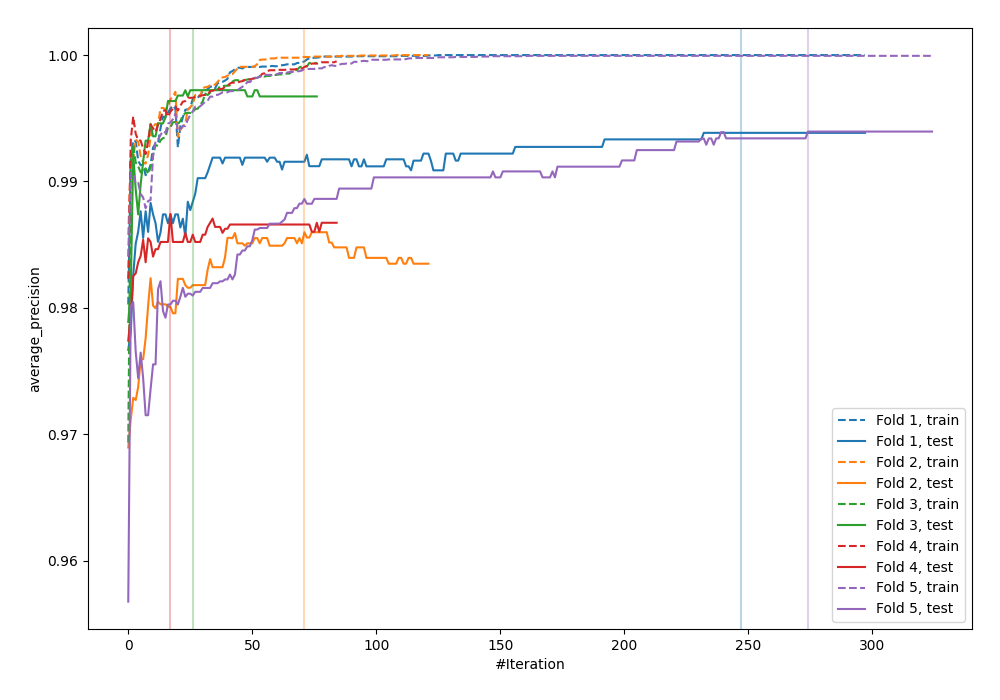 1.00
0.99
0.98
0.97
0.96
average_precision
0
50
100
150
200
250
300
#Iteration
Fold 1, train
Fold 1, test
Fold 2, train
Fold 2, test
Fold 3, train
Fold 3, test
Fold 4, train
Fold 4, test
Fold 5, train
Fold 5, test